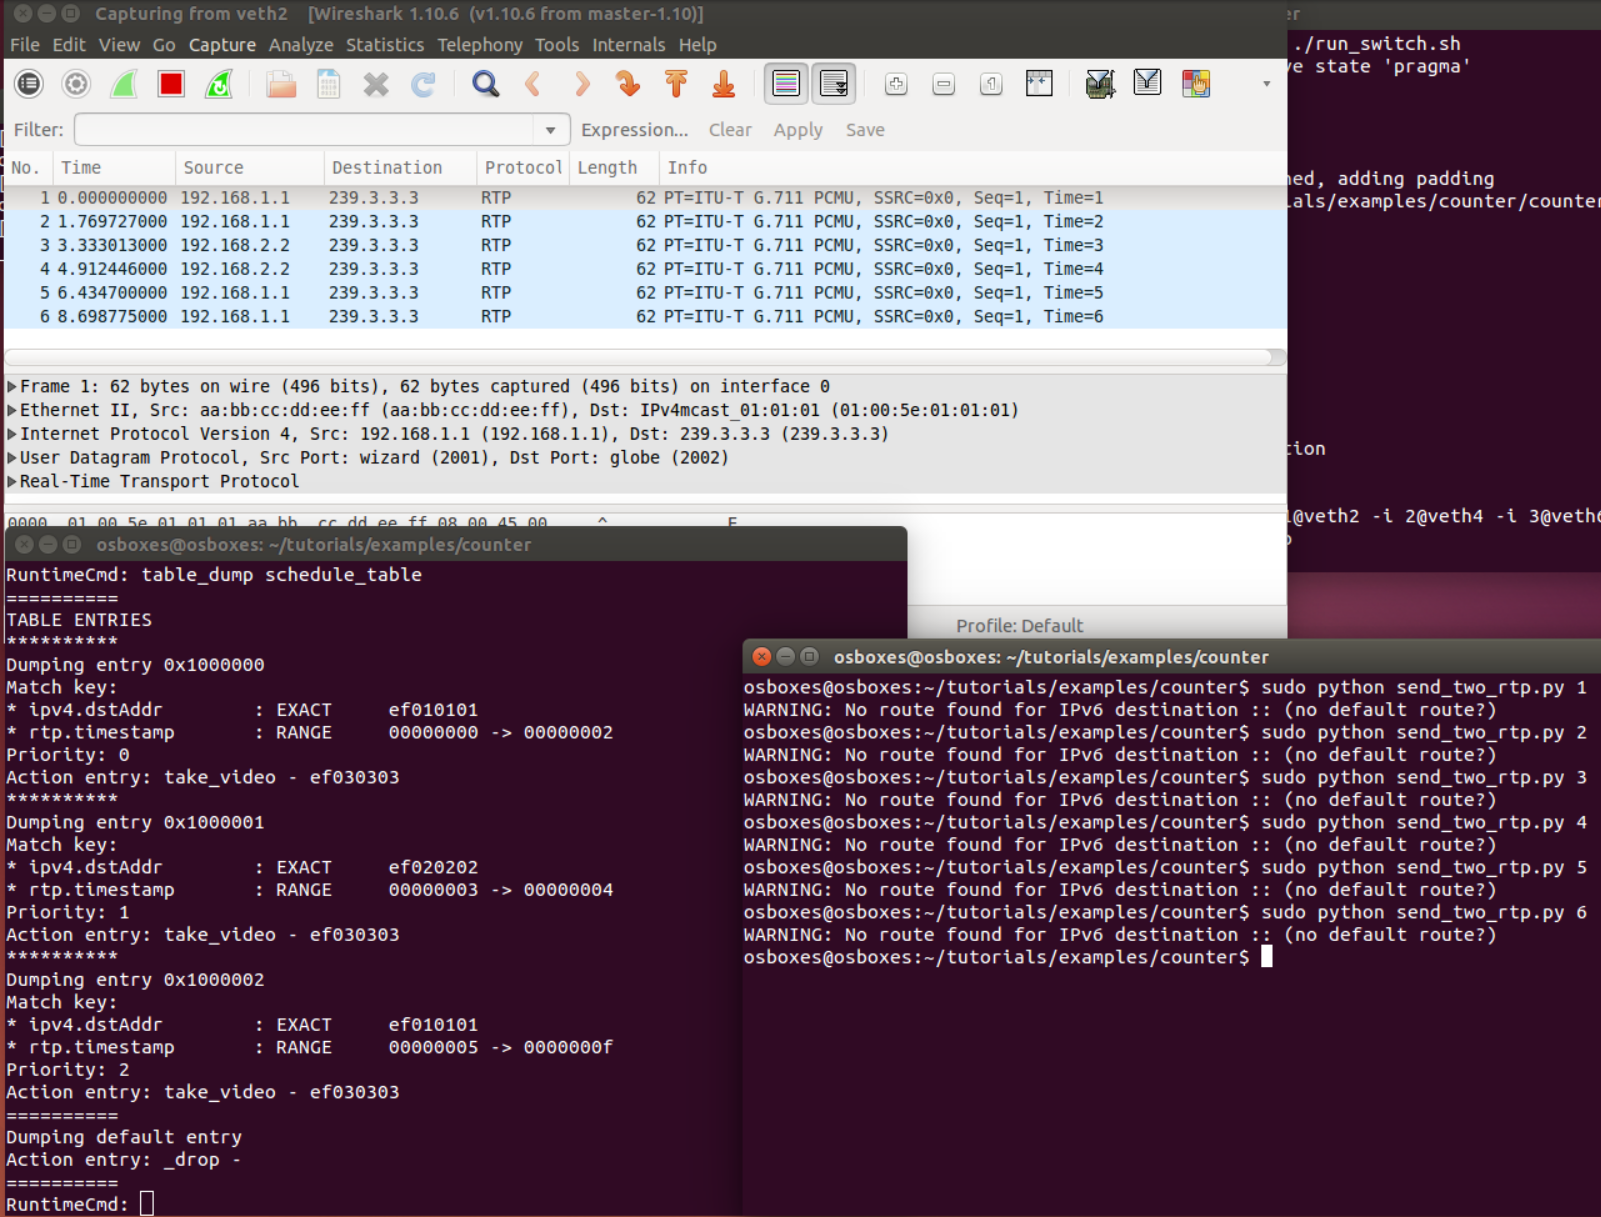 Capturing from veth2 [Wireshark 1.10.6 (v1.10.6 from master-1.10)]
File Edit View Go Capture Analyze Statistics Telephony Tools Internals Help
Filter: Expression... Clear Apply Save
No. Time Source Destination Protocol Length Info
1 0.000000000 192.168.1.1 239.3.3.3 RTP 62 PT=ITU-T G.711 PCMU, SSRC=0x0, Seq=1, Time=1
2 1.769727000 192.168.1.1 239.3.3.3 RTP 62 PT=ITU-T G.711 PCMU, SSRC=0x0, Seq=1, Time=2
3 3.333013000 192.168.2.2 239.3.3.3 RTP 62 PT=ITU-T G.711 PCMU, SSRC=0x0, Seq=1, Time=3
4 4.912446000 192.168.2.2 239.3.3.3 RTP 62 PT=ITU-T G.711 PCMU, SSRC=0x0, Seq=1, Time=4
5 6.434700000 192.168.1.1 239.3.3.3 RTP 62 PT=ITU-T G.711 PCMU, SSRC=0x0, Seq=1, Time=5
6 8.698775000 192.168.1.1 239.3.3.3 RTP 62 PT=ITU-T G.711 PCMU, SSRC=0x0, Seq=1, Time=6
Frame 1: 62 bytes on wire (496 bits), 62 bytes captured (496 bits) on interface 0
Ethernet II, Src: aa:bb:cc:dd:ee:ff (aa:bb:cc:dd:ee:ff), Dst: IPv4mcast_01:01:01 (01:00:5e:01:01:01)
Internet Protocol Version 4, Src: 192.168.1.1 (192.168.1.1), Dst: 239.3.3.3 (239.3.3.3)
User Datagram Protocol, Src Port: wizard (2001), Dst Port: globe (2002)
Real-Time Transport Protocol
0000 01 00 5e 01 01 01 aa bb cc dd ee ff 08 00 45 00 ^ E
Profile: Default
./run_switch.sh
ve state 'pragma'
ned, adding padding
ials/examples/counter/counter
tion
1@veth2 -i 2@veth4 -i 3@veth6
osboxes@osboxes: ~/tutorials/examples/counter
RuntimeCmd: table_dump schedule_table
==========
TABLE ENTRIES
**********
Dumping entry 0x1000000
Match key:
* ipv4.dstAddr : EXACT ef010101
* rtp.timestamp : RANGE 00000000 -> 00000002
Priority: 0
Action entry: take_video - ef030303
**********
Dumping entry 0x1000001
Match key:
* ipv4.dstAddr : EXACT ef020202
* rtp.timestamp : RANGE 00000003 -> 00000004
Priority: 1
Action entry: take_video - ef030303
**********
Dumping entry 0x1000002
Match key:
* ipv4.dstAddr : EXACT ef010101
* rtp.timestamp : RANGE 00000005 -> 0000000f
Priority: 2
Action entry: take_video - ef030303
==========
Dumping default entry
Action entry: _drop -
==========
RuntimeCmd:
osboxes@osboxes: ~/tutorials/examples/counter
osboxes@osboxes:~/tutorials/examples/counter$ sudo python send_two_rtp.py 1
WARNING: No route found for IPv6 destination :: (no default route?)
osboxes@osboxes:~/tutorials/examples/counter$ sudo python send_two_rtp.py 2
WARNING: No route found for IPv6 destination :: (no default route?)
osboxes@osboxes:~/tutorials/examples/counter$ sudo python send_two_rtp.py 3
WARNING: No route found for IPv6 destination :: (no default route?)
osboxes@osboxes:~/tutorials/examples/counter$ sudo python send_two_rtp.py 4
WARNING: No route found for IPv6 destination :: (no default route?)
osboxes@osboxes:~/tutorials/examples/counter$ sudo python send_two_rtp.py 5
WARNING: No route found for IPv6 destination :: (no default route?)
osboxes@osboxes:~/tutorials/examples/counter$ sudo python send_two_rtp.py 6
WARNING: No route found for IPv6 destination :: (no default route?)
osboxes@osboxes:~/tutorials/examples/counter$